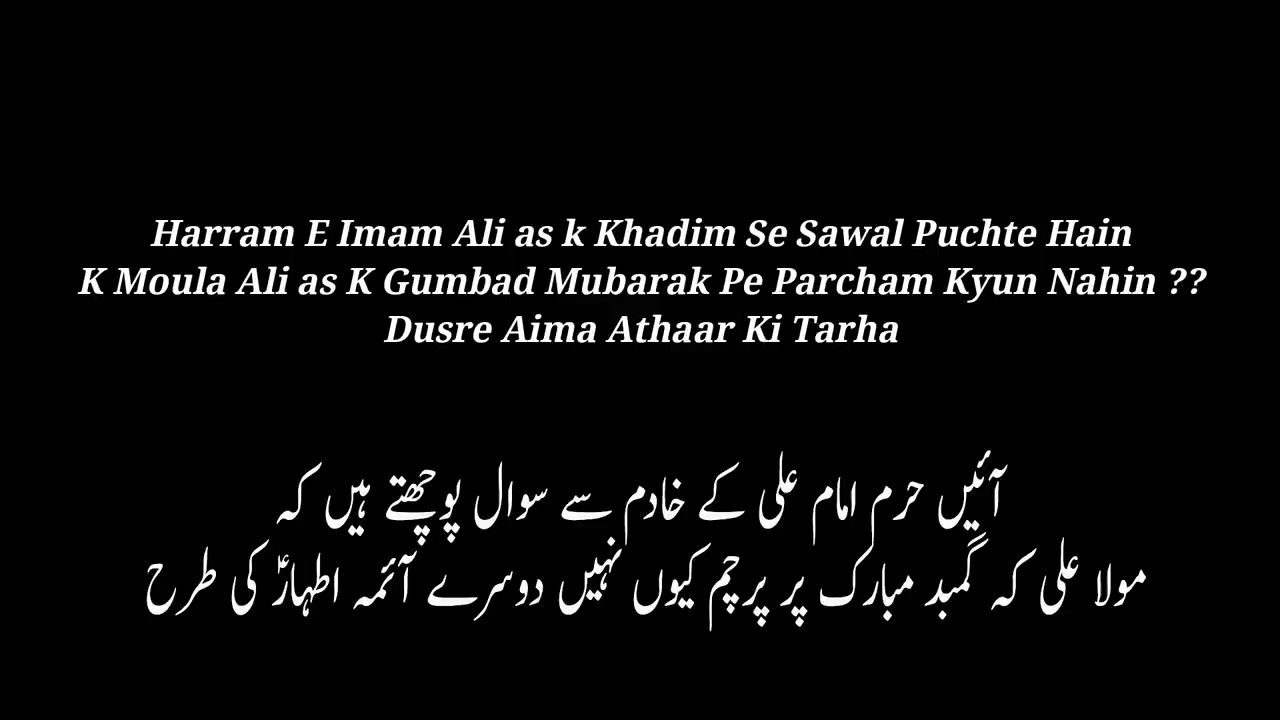 Harram E Imam Ali as k Khadim Se Sawal Puchte Hain
K Moula Ali as K Gumbad Mubarak Pe Parcham Kyun Nahin ??
Dusre Aima Athaar Ki Tarha
آئیں حرم امام علی کے خادم سے سوال پوچھتے ہیں کہ
مولا علی کہ گمبد مبارک پر پرچم کیوں نہیں دوسرے آئمہ اطہارؑ کی طرح